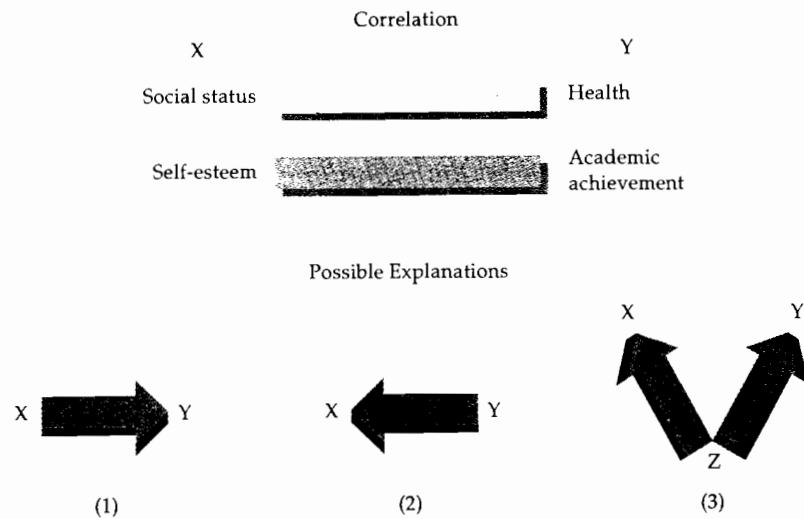 Correlation
X Y
Social status Health
Self-esteem Academic
achievement
Possible Explanations
X Y
X Y X Y
Z
(1) (2) (3)